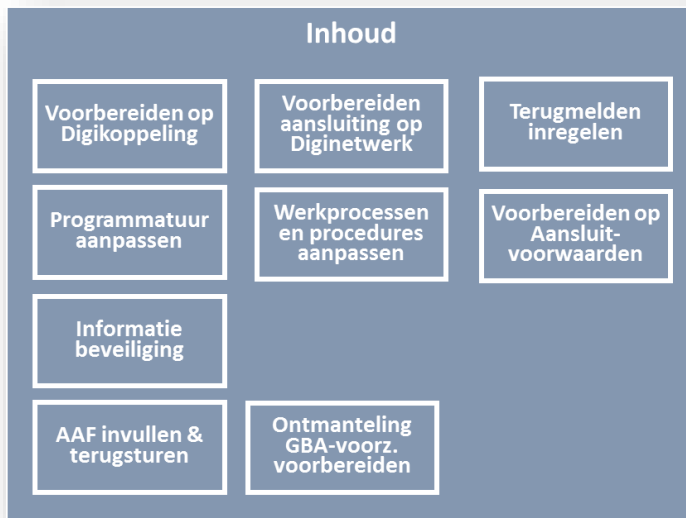 Inhoud
Voorbereiden op
Digikoppeling
Voorbereiden
aansluiting op
Diginetwerk
Terugmelden
inregelen
Programmatuur
aanpassen
Werkprocessen
en procedures
aanpassen
Voorbereiden op
Aansluit-
voorwaarden
Informatie
beveiliging
AAF invullen &
terugsturen
Ontmanteling
GBA-voorz.
voorbereiden